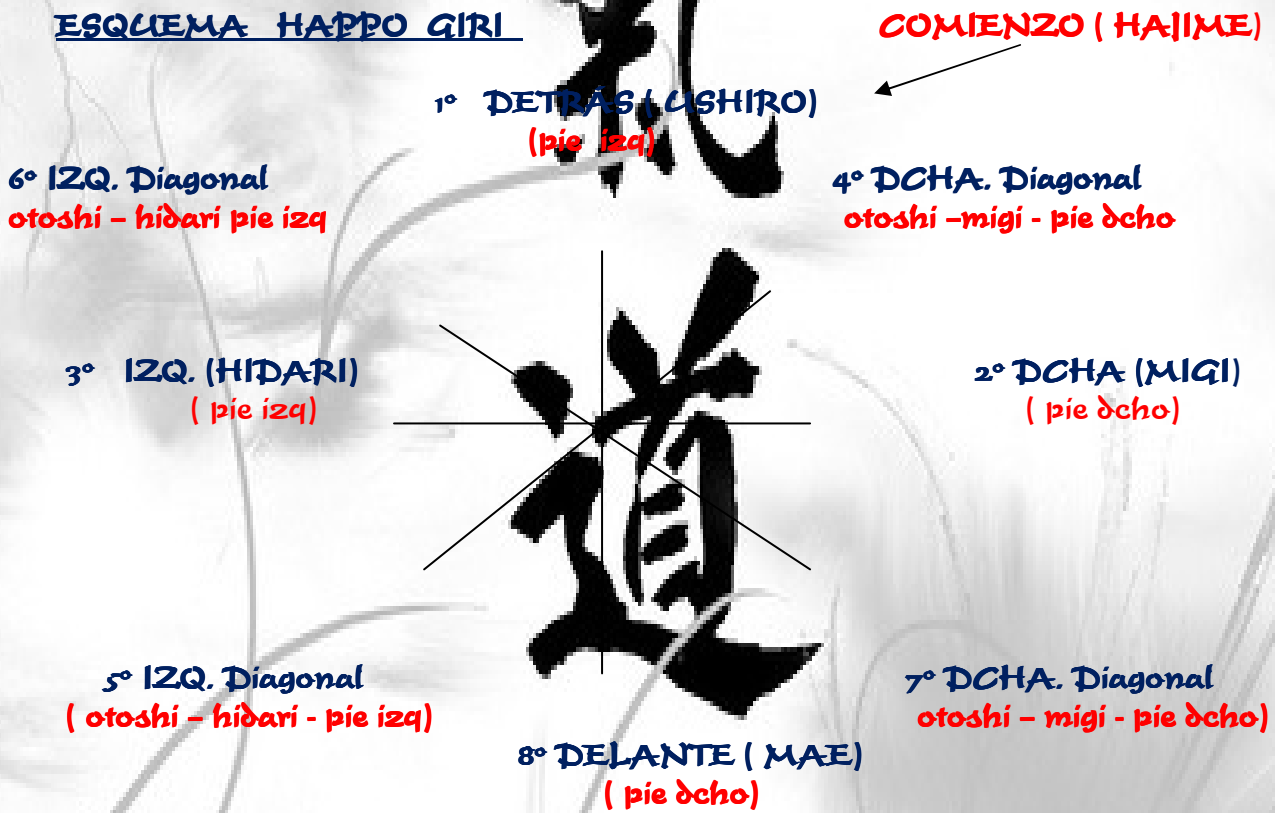 ESQUEMA HAPPO GIRI
COMIENZO ( HAJIME)
1º DETRÁS ( USHIRO)
(pie izq)
氣
6º IZQ. Diagonal
otoshi – hidari pie izq
4º DCHA. Diagonal
otoshi –migi - pie dcho
3º IZQ. (HIDARI)
( pie izq)
2º DCHA (MIGI)
( pie dcho)
道
5º IZQ. Diagonal
( otoshi – hidari - pie izq)
7º DCHA. Diagonal
otoshi – migi - pie dcho)
8º DELANTE ( MAE)
( pie dcho)